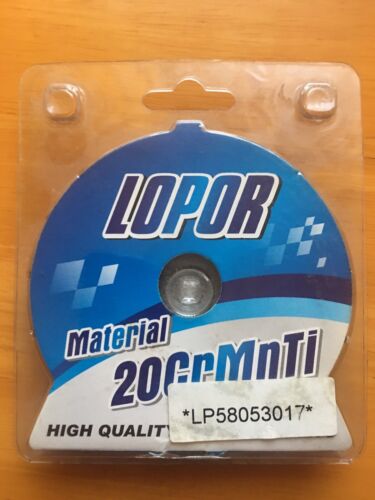 LOPOR
Material
20CrMnTi
HIGH QUALITY
*LP58053017*